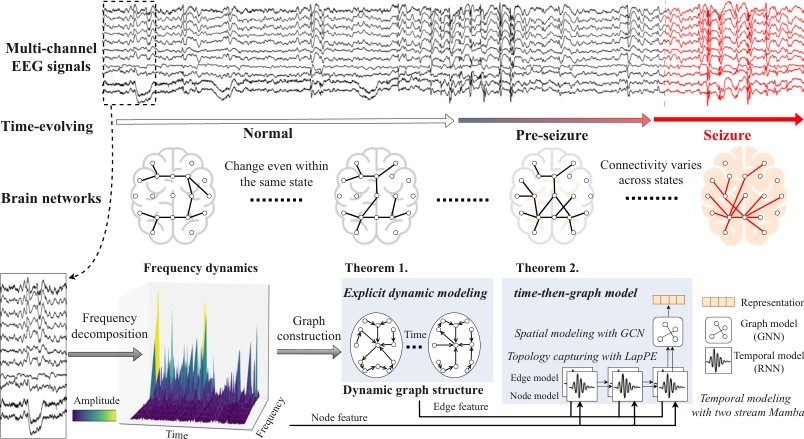 Multi-channel
EEG signals
Time-evolving
Normal
Pre-seizure
Seizure
Brain networks
Change even within
the same state
Connectivity varies
across states
Frequency dynamics
Theorem 1.
Theorem 2.
Frequency
decomposition
Amplitude
Time
Frequency
Graph
construction
Explicit dynamic modeling
Time
Dynamic graph structure
time-then-graph model
Spatial modeling with GCN
Topology capturing with LapPE
Edge model
Node model
Representation
Graph model
(GNN)
Temporal model
(RNN)
Temporal modeling
with two stream Mamba
Edge feature
Node feature